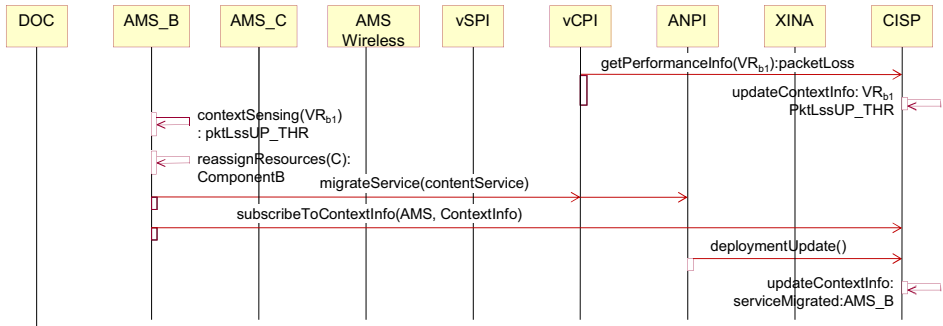 DOC
AMS_B
AMS_C
AMS
Wireless
vSPI
vCPI
ANPI
XINA
CISP
getPerformanceInfo(VRb1):packetLoss
updateContextInfo: VRb1
PktLssUP_THR
contextSensing(VRb1)
: pktLssUP_THR
reassignResources(C):
ComponentB
migrateService(contentService)
subscribeToContextInfo(AMS, ContextInfo)
deploymentUpdate()
updateContextInfo:
serviceMigrated:AMS_B